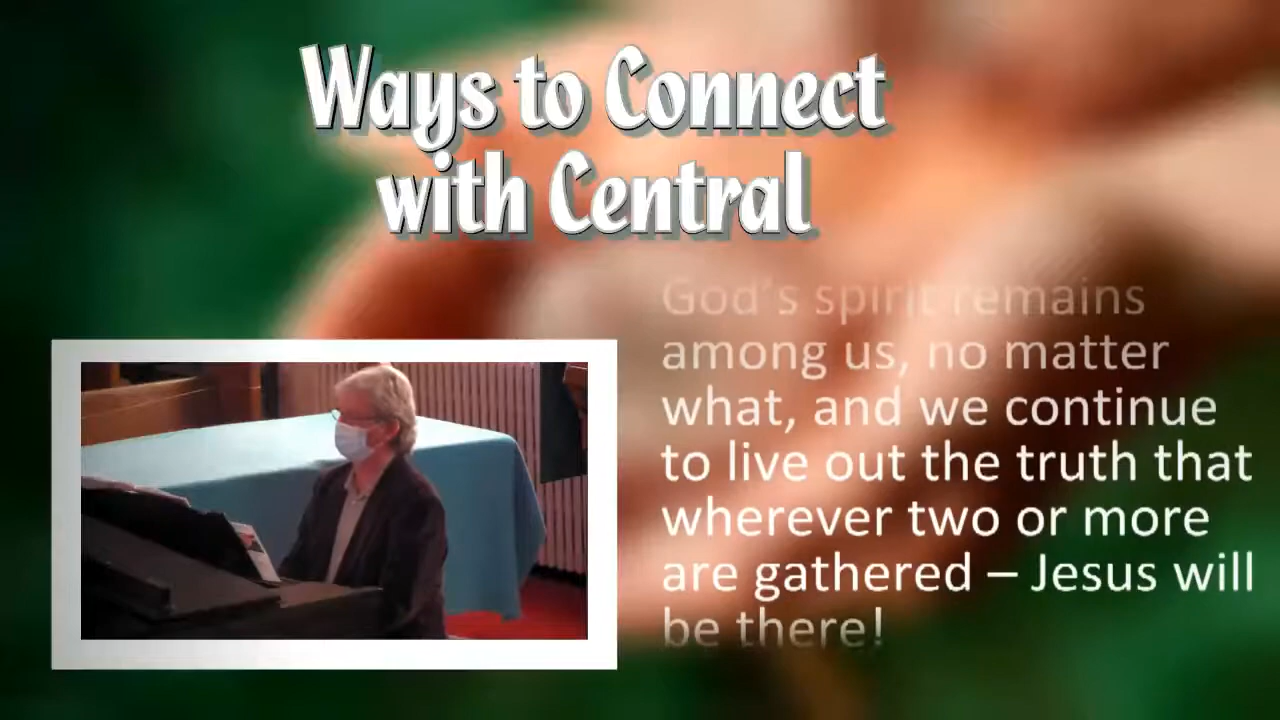 Ways to Connect
with Central
God's spirit remains
among us, no matter
what, and we continue
to live out the truth that
wherever two or more
are gathered – Jesus will
be there!